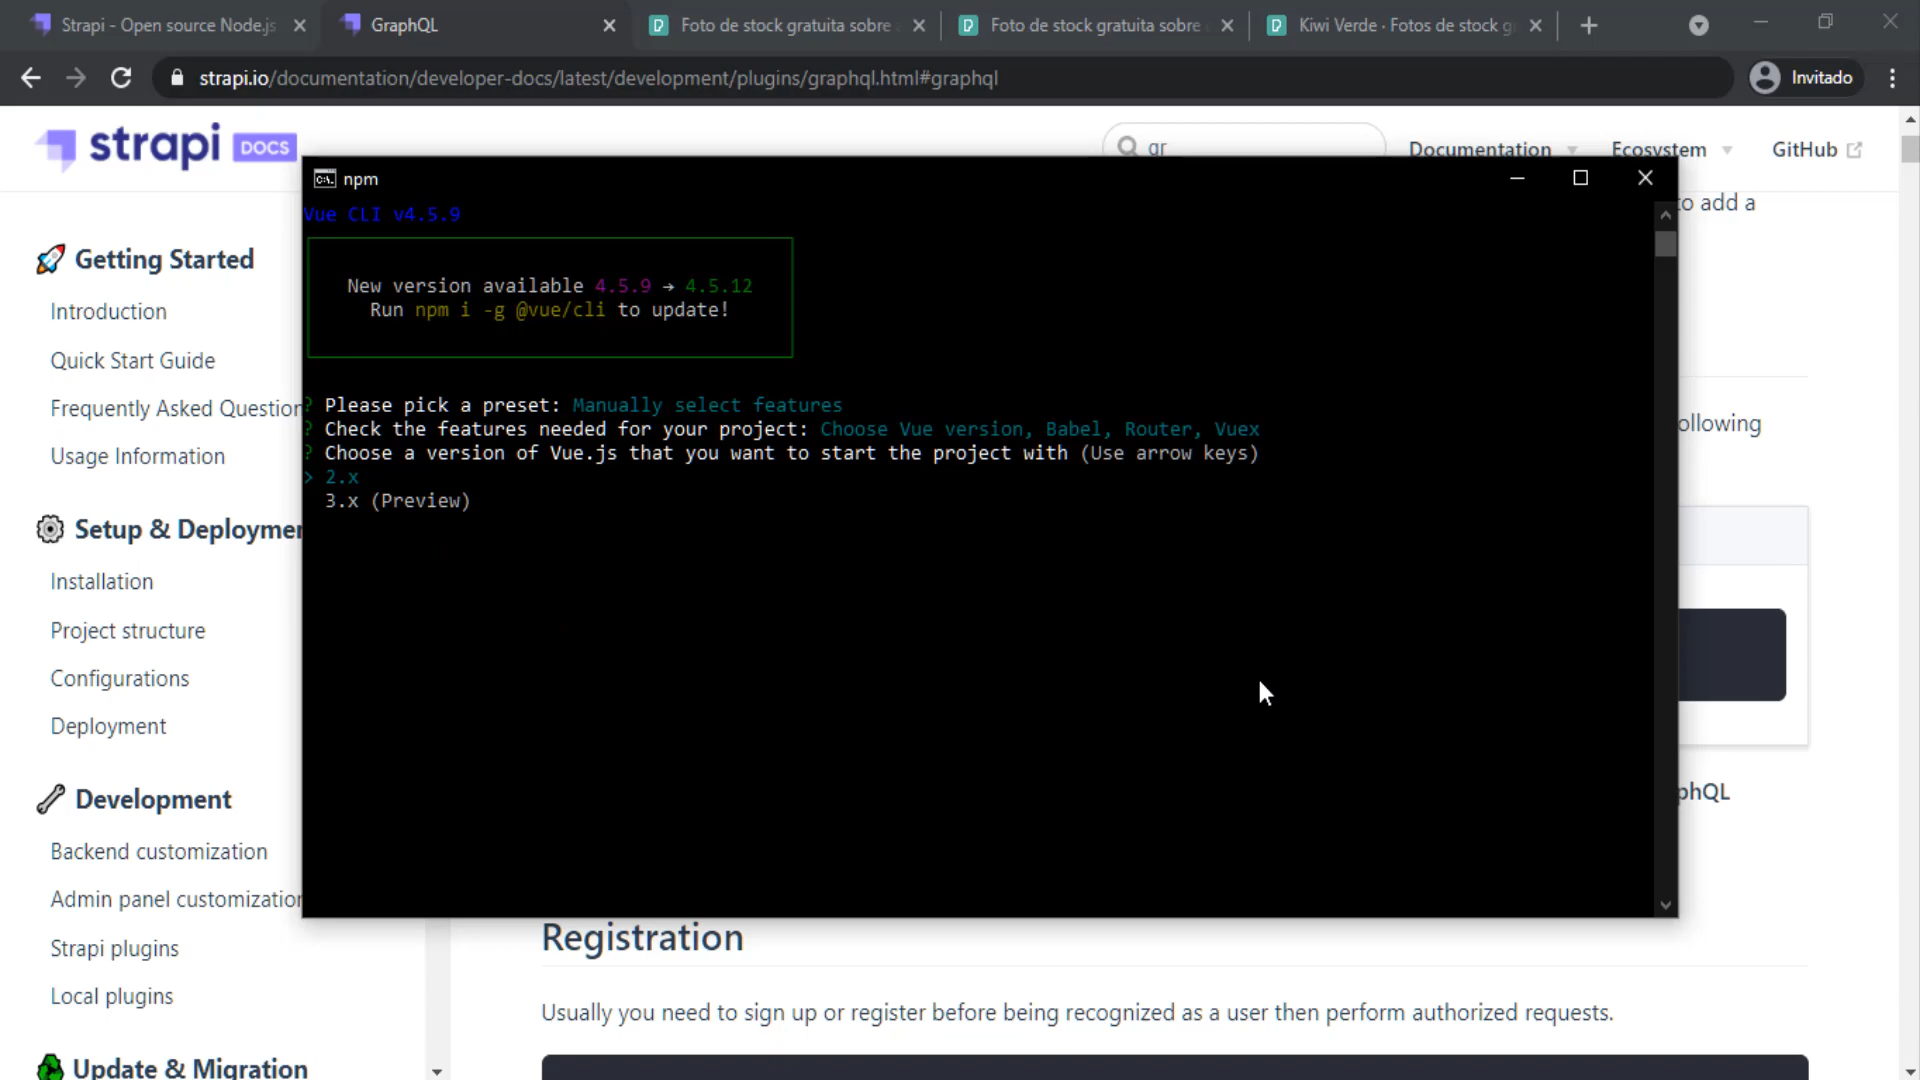 Strapi - Open source Node.js
GraphQL
Foto de stock gratuita sobre
Foto de stock gratuita sobre
Kiwi Verde · Fotos de stock g
strapi.io/documentation/developer-docs/latest/development/plugins/graphql.html#graphql
Invitado
strapi DOCS
gr
Documentation
Ecosystem
GitHub
npm
Vue CLI v4.5.9
New version available 4.5.9 → 4.5.12
Run npm i -g @vue/cli to update!
? Please pick a preset: Manually select features
? Check the features needed for your project: Choose Vue version, Babel, Router, Vuex
? Choose a version of Vue.js that you want to start the project with (Use arrow keys)
> 2.x
3.x (Preview)
to add a
ollowing
phQL
Getting Started
Introduction
Quick Start Guide
Frequently Asked Question
Usage Information
Setup & Deploymen
Installation
Project structure
Configurations
Deployment
Development
Backend customization
Admin panel customization
Strapi plugins
Local plugins
Update & Migration
Registration
Usually you need to sign up or register before being recognized as a user then perform authorized requests.